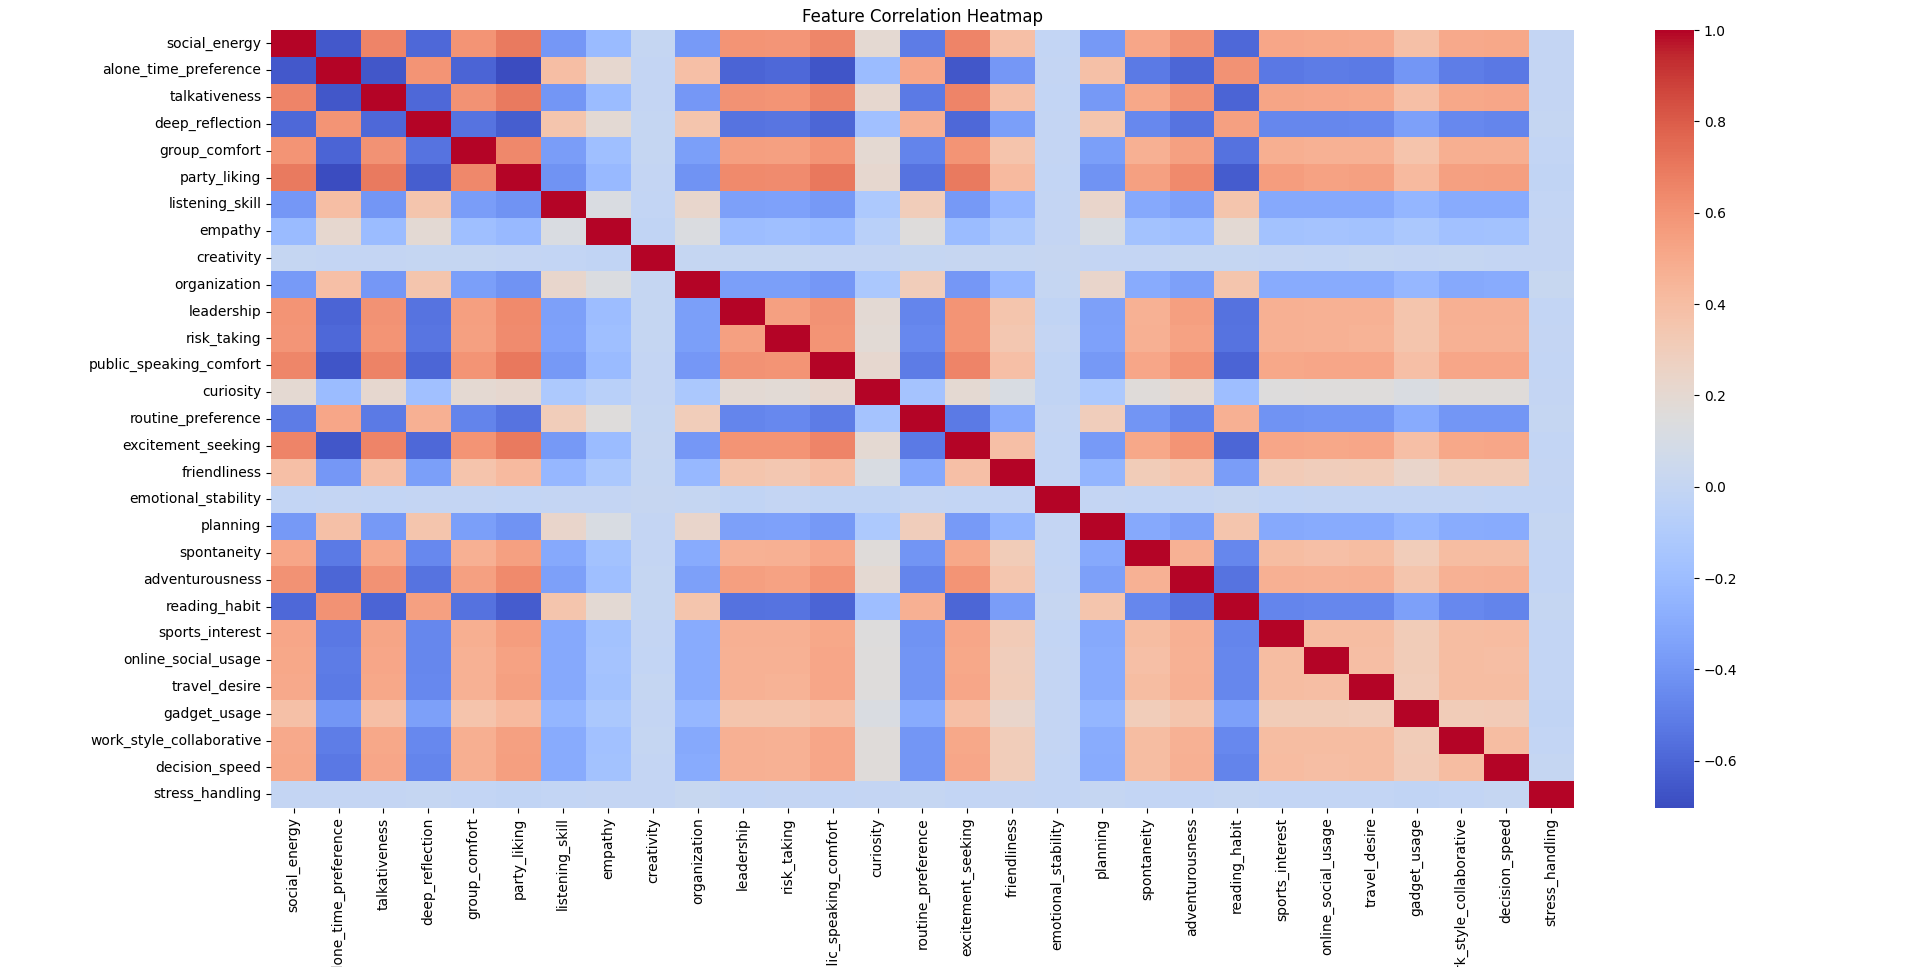 Feature Correlation Heatmap
social_energy
alone_time_preference
talkativeness
deep_reflection
group_comfort
party_liking
listening_skill
empathy
creativity
organization
leadership
risk_taking
public_speaking_comfort
curiosity
routine_preference
excitement_seeking
friendliness
emotional_stability
planning
spontaneity
adventurousness
reading_habit
sports_interest
online_social_usage
travel_desire
gadget_usage
work_style_collaborative
decision_speed
stress_handling
social_energy
lone_time_preference
talkativeness
deep_reflection
group_comfort
party_liking
listening_skill
empathy
creativity
organization
leadership
risk_taking
lic_speaking_comfort
curiosity
routine_preference
excitement_seeking
friendliness
emotional_stability
planning
spontaneity
adventurousness
reading_habit
sports_interest
online_social_usage
travel_desire
gadget_usage
rk_style_collaborative
decision_speed
stress_handling
1.0
0.8
0.6
0.4
0.2
0.0
−0.2
−0.4
−0.6